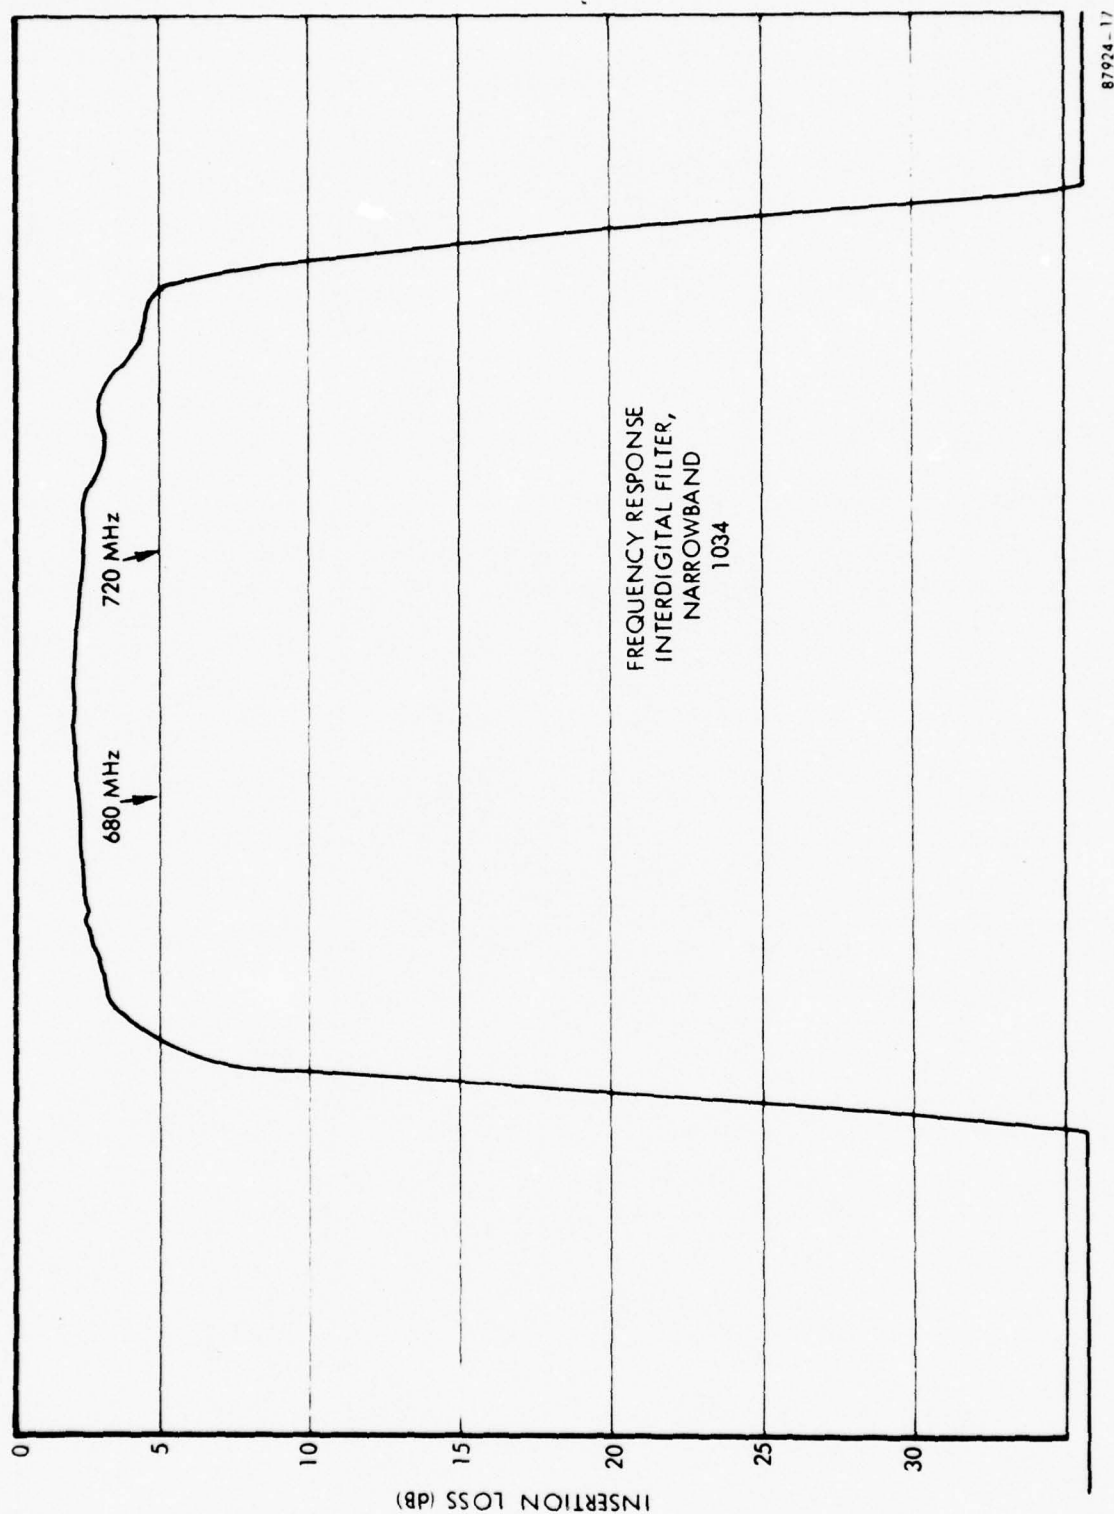 0
5
10
15
20
25
30
INSERTION LOSS (dB)
680 MHz
720 MHz
FREQUENCY RESPONSE
INTERDIGITAL FILTER,
NARROWBAND
1034
87924-17